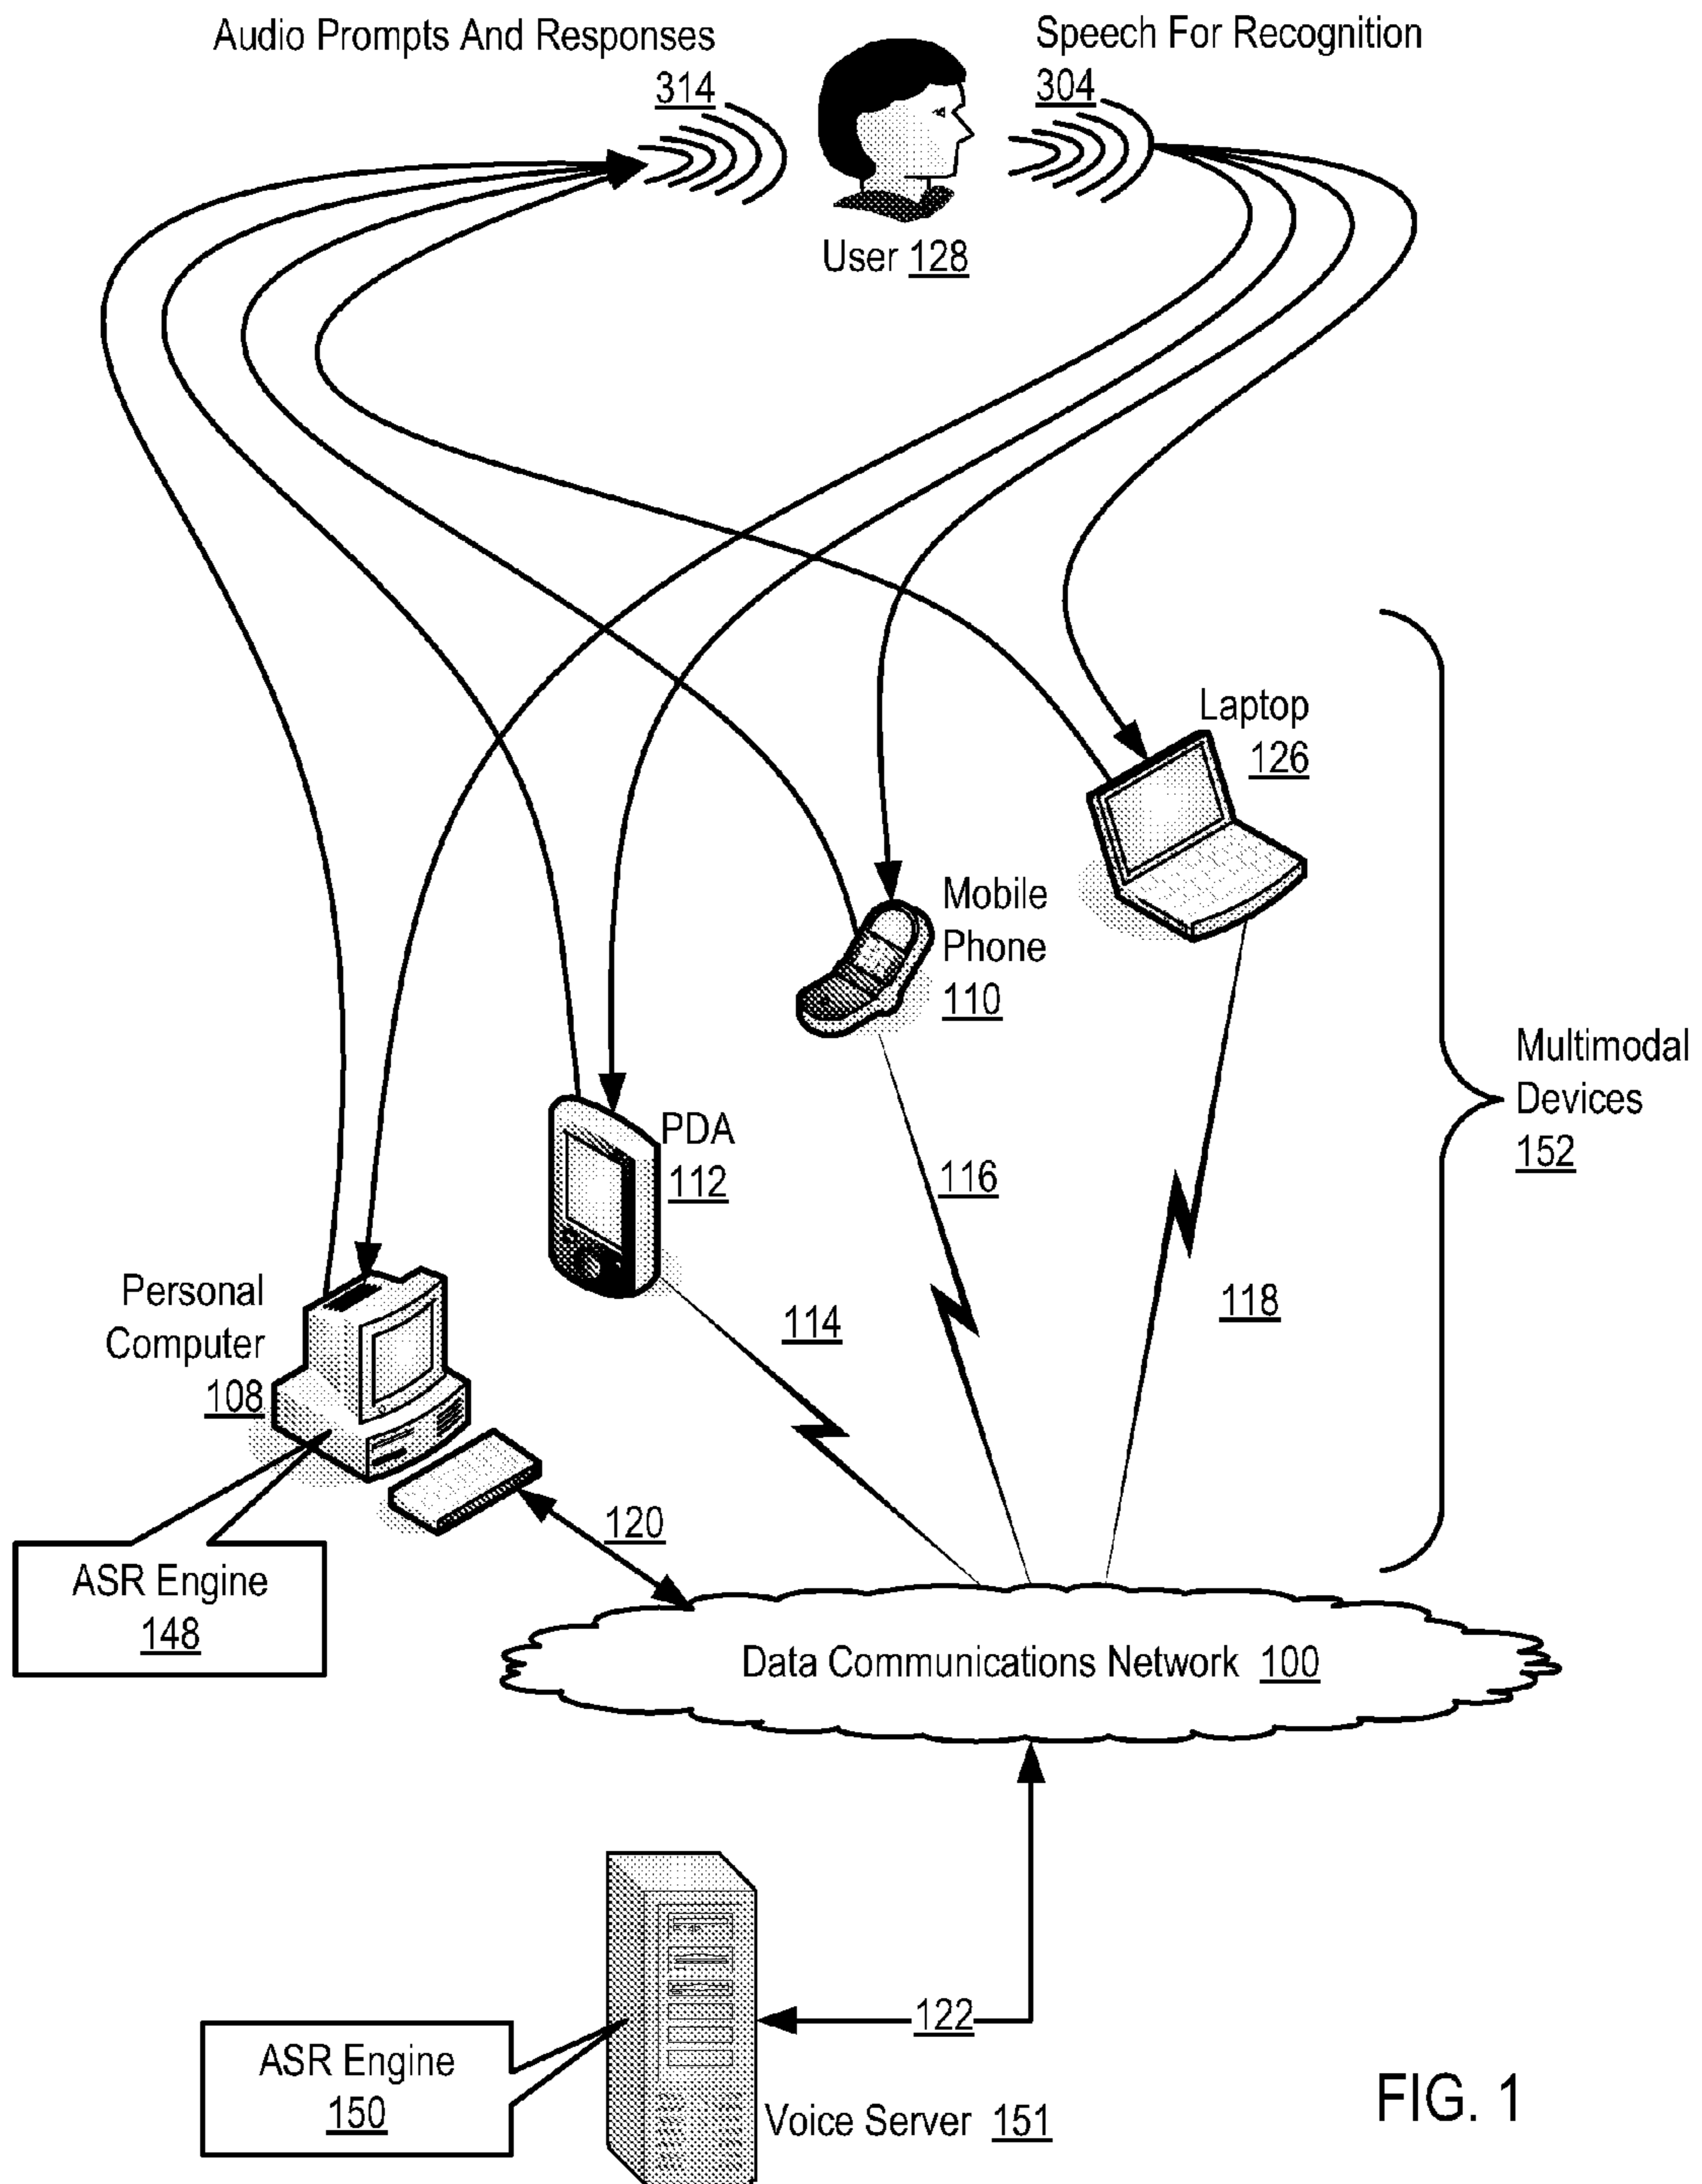 Audio Prompts And Responses
314
Speech For Recognition
304
User 128
Laptop
126
Mobile
Phone
110
Multimodal
Devices
152
PDA
112
116
118
114
Personal
Computer
108
120
ASR Engine
148
Data Communications Network 100
122
ASR Engine
150
Voice Server 151
FIG. 1